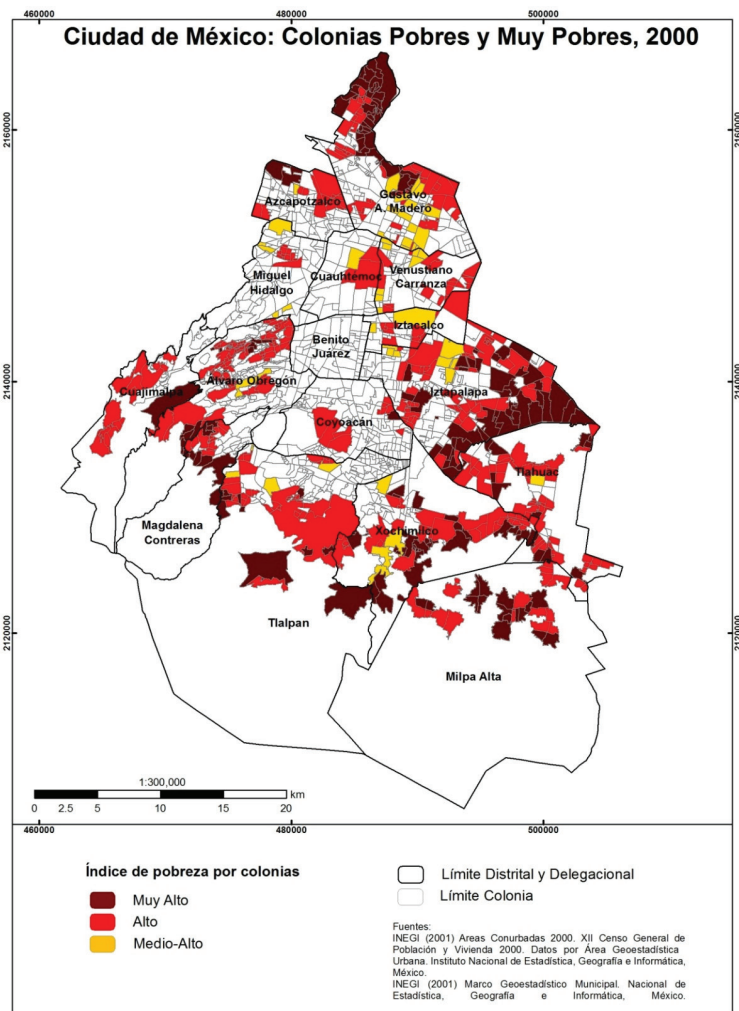 460000 480000 500000
Ciudad de México: Colonias Pobres y Muy Pobres, 2000
2160000 2160000
Azcapotzalco
Gustavo
A. Madero
Miguel
Hidalgo
Cuauhtemoc
Venustiano
Carranza
Iztacalco
Benito
Juárez
2140000 2140000
Cuajimalpa
Alvaro Obregon
Iztapalapa
Coyoacán
Tlahuac
Magdalena
Contreras
Xochimilco
Tlalpan
2120000 2120000
Milpa Alta
1:300,000
km
0 2.5 5 10 15 20
460000 480000 500000
Índice de pobreza por colonias
Muy Alto
Alto
Medio-Alto
Límite Distrital y Delegacional
Límite Colonia
Fuentes:
INEGI (2001) Areas Conurbadas 2000. XII Censo General de
Población y Vivienda 2000. Datos por Área Geoestadística
Urbana. Instituto Nacional de Estadística, Geografía e Informática,
México.
INEGI (2001) Marco Geoestadístico Municipal. Nacional de
Estadística, Geografía e Informática, México.